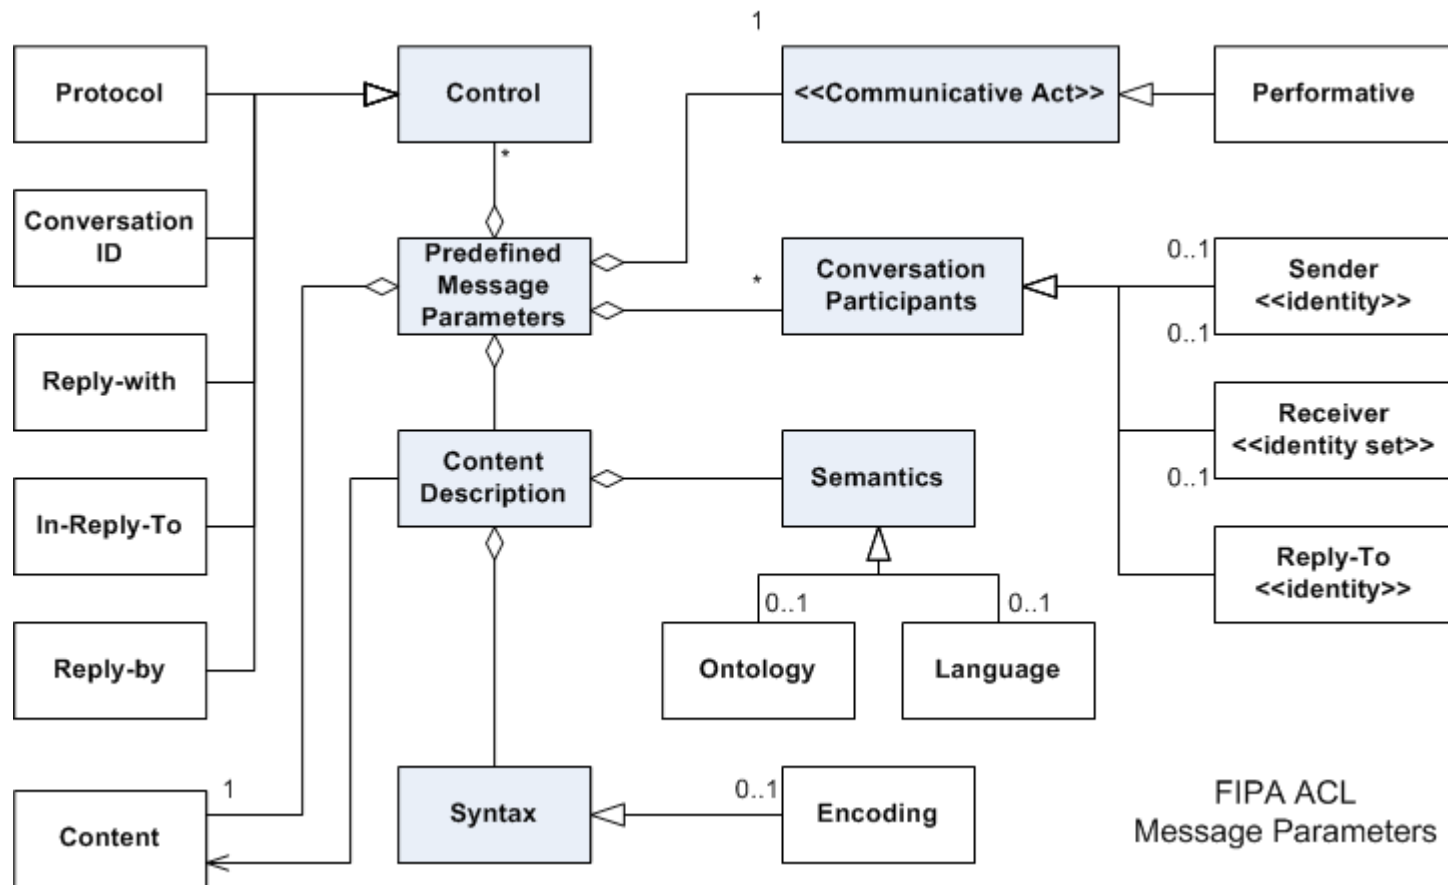 1
Protocol
Control
<<Communicative Act>>
Performative
*
Conversation
ID
Predefined
Message
Parameters
*
Conversation
Participants
0..1
Sender
<<identity>>
0..1
Reply-with
Receiver
<<identity set>>
0..1
Content
Description
Semantics
In-Reply-To
Reply-To
<<identity>>
0..1
0..1
Reply-by
Ontology
Language
1
Content
Syntax
0..1
Encoding
FIPA ACL
Message Parameters